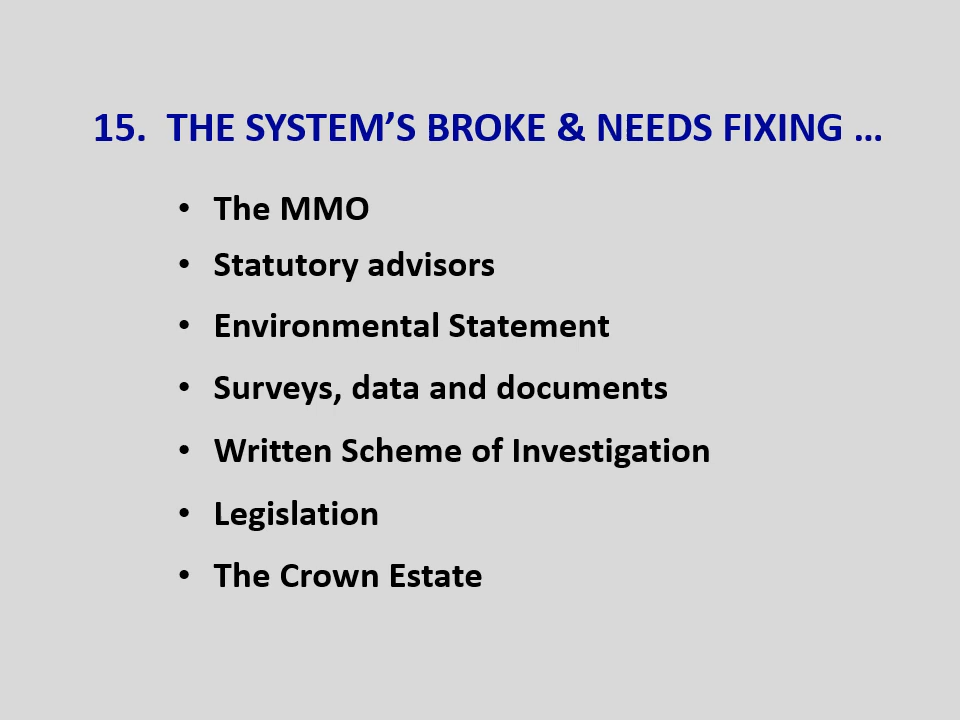 15. THE SYSTEM’S BROKE & NEEDS FIXING …
• The MMO
• Statutory advisors
• Environmental Statement
• Surveys, data and documents
• Written Scheme of Investigation
• Legislation
• The Crown Estate